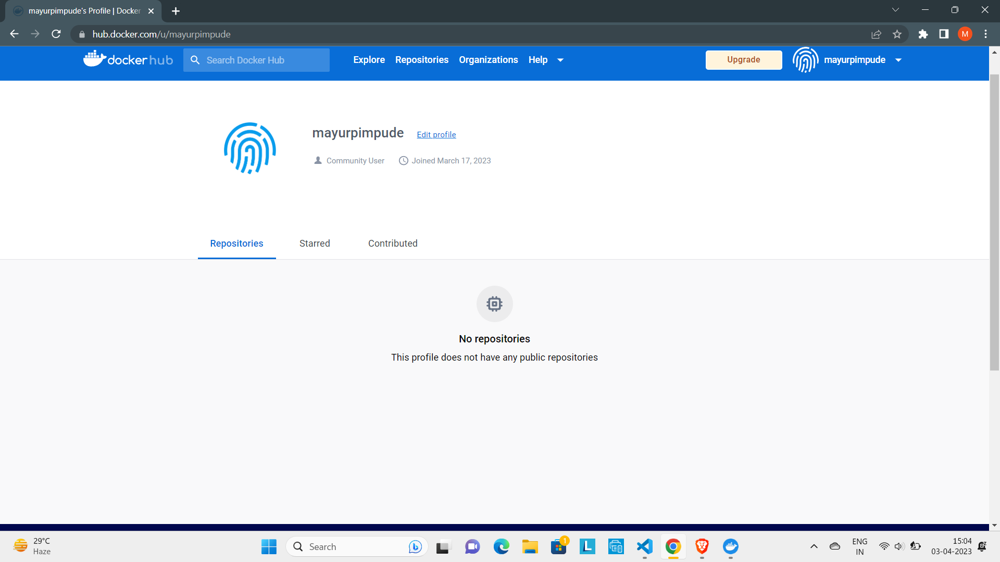 mayurpimpude's Profile | Docker
hub.docker.com/u/mayurpimpude
M
docker hub
Search Docker Hub
Explore
Repositories
Organizations
Help
Upgrade
mayurpimpude
mayurpimpude
Edit profile
Community User
Joined March 17, 2023
Repositories
Starred
Contributed
No repositories
This profile does not have any public repositories
29°C
Haze
Search
1
L
ENG
IN
15:04
03-04-2023